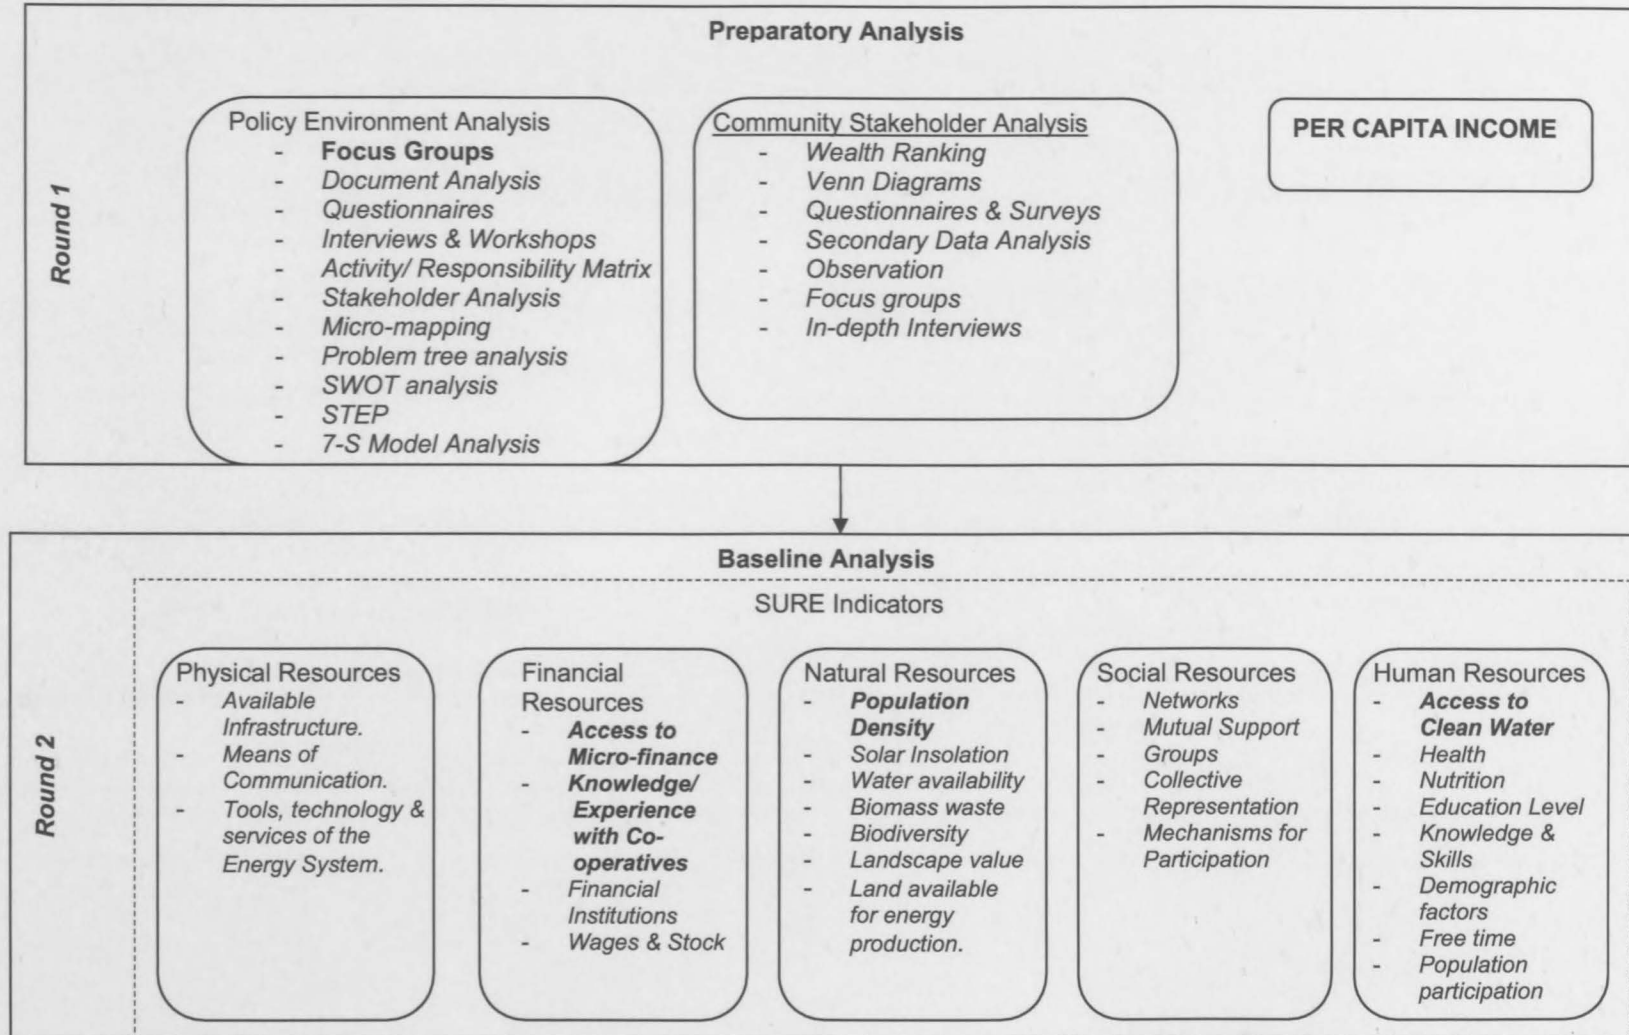 Preparatory Analysis
Round 1
Policy Environment Analysis
- Focus Groups
- Document Analysis
- Questionnaires
- Interviews & Workshops
- Activity/ Responsibility Matrix
- Stakeholder Analysis
- Micro-mapping
- Problem tree analysis
- SWOT analysis
- STEP
- 7-S Model Analysis
Community Stakeholder Analysis
- Wealth Ranking
- Venn Diagrams
- Questionnaires & Surveys
- Secondary Data Analysis
- Observation
- Focus groups
- In-depth Interviews
PER CAPITA INCOME
Baseline Analysis
Round 2
SURE Indicators
Physical Resources
- Available
Infrastructure.
- Means of
Communication.
- Tools, technology &
services of the
Energy System.
Financial
Resources
- Access to
Micro-finance
- Knowledge/
Experience
with Co-
operatives
- Financial
Institutions
- Wages & Stock
Natural Resources
- Population
Density
- Solar Insolation
- Water availability
- Biomass waste
- Biodiversity
- Landscape value
- Land available
for energy
production.
Social Resources
- Networks
- Mutual Support
- Groups
- Collective
Representation
- Mechanisms for
Participation
Human Resources
- Access to
Clean Water
- Health
- Nutrition
- Education Level
- Knowledge &
Skills
- Demographic
factors
- Free time
- Population
participation